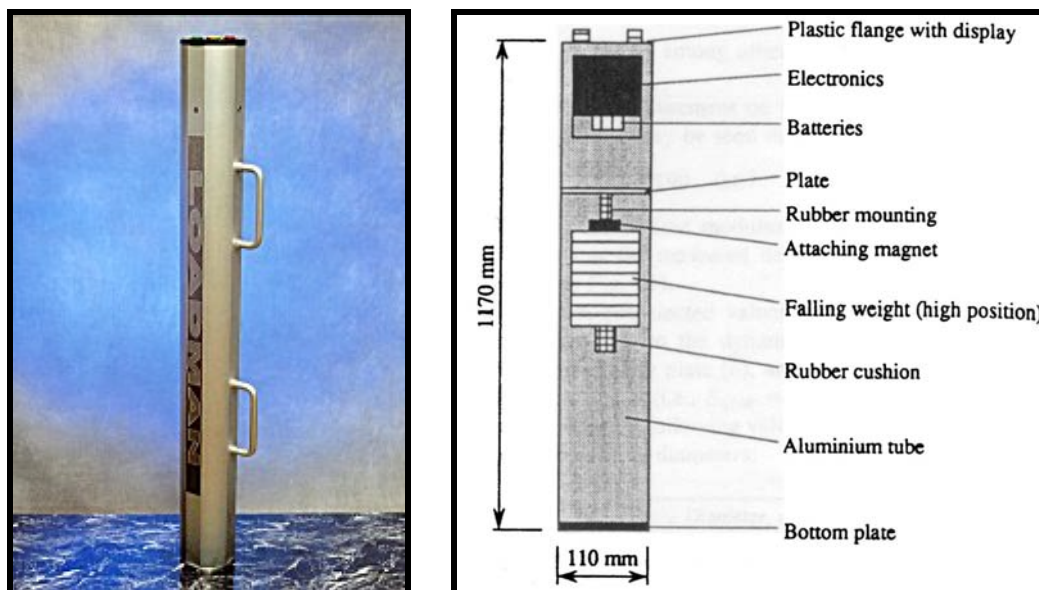 LOADMAN
Plastic flange with display
Electronics
Batteries
Plate
Rubber mounting
Attaching magnet
Falling weight (high position)
Rubber cushion
Aluminium tube
Bottom plate
1170 mm
110 mm